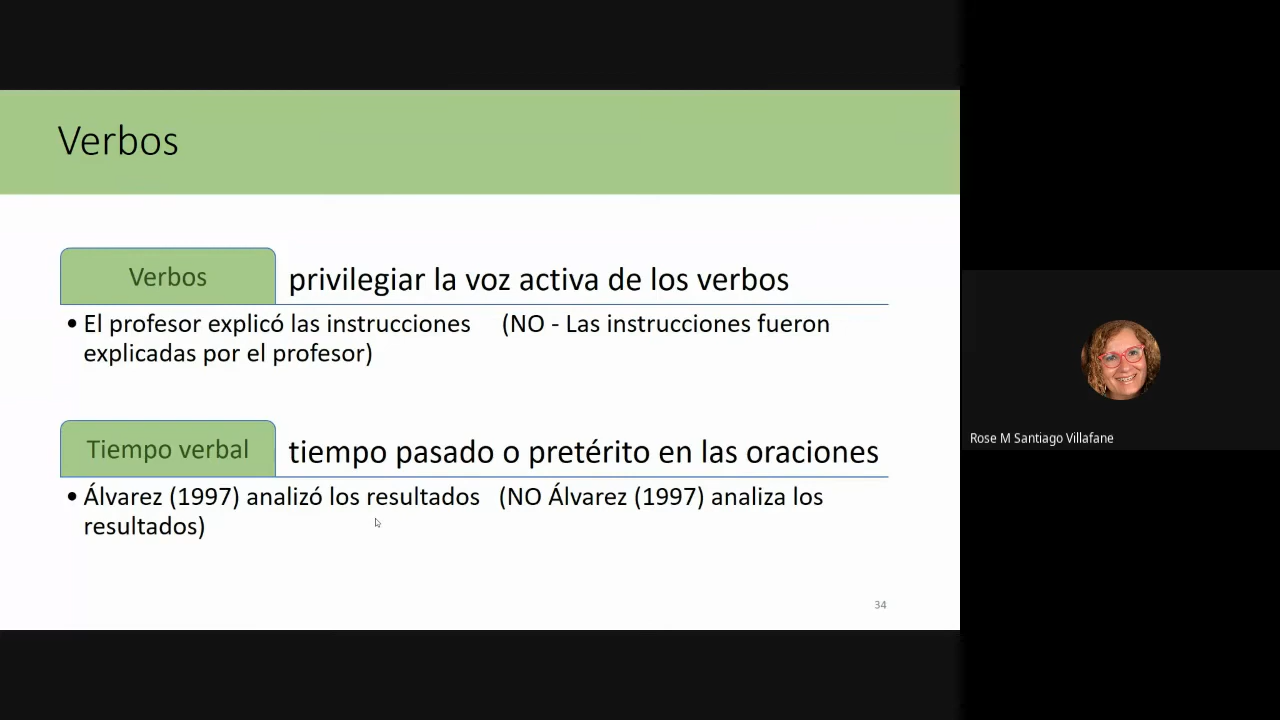 Verbos
Verbos
privilegiar la voz activa de los verbos
• El profesor explicó las instrucciones (NO - Las instrucciones fueron
explicadas por el profesor)
Tiempo verbal
tiempo pasado o pretérito en las oraciones
• Álvarez (1997) analizó los resultados (NO Álvarez (1997) analiza los
resultados)
34
Rose M Santiago Villafane